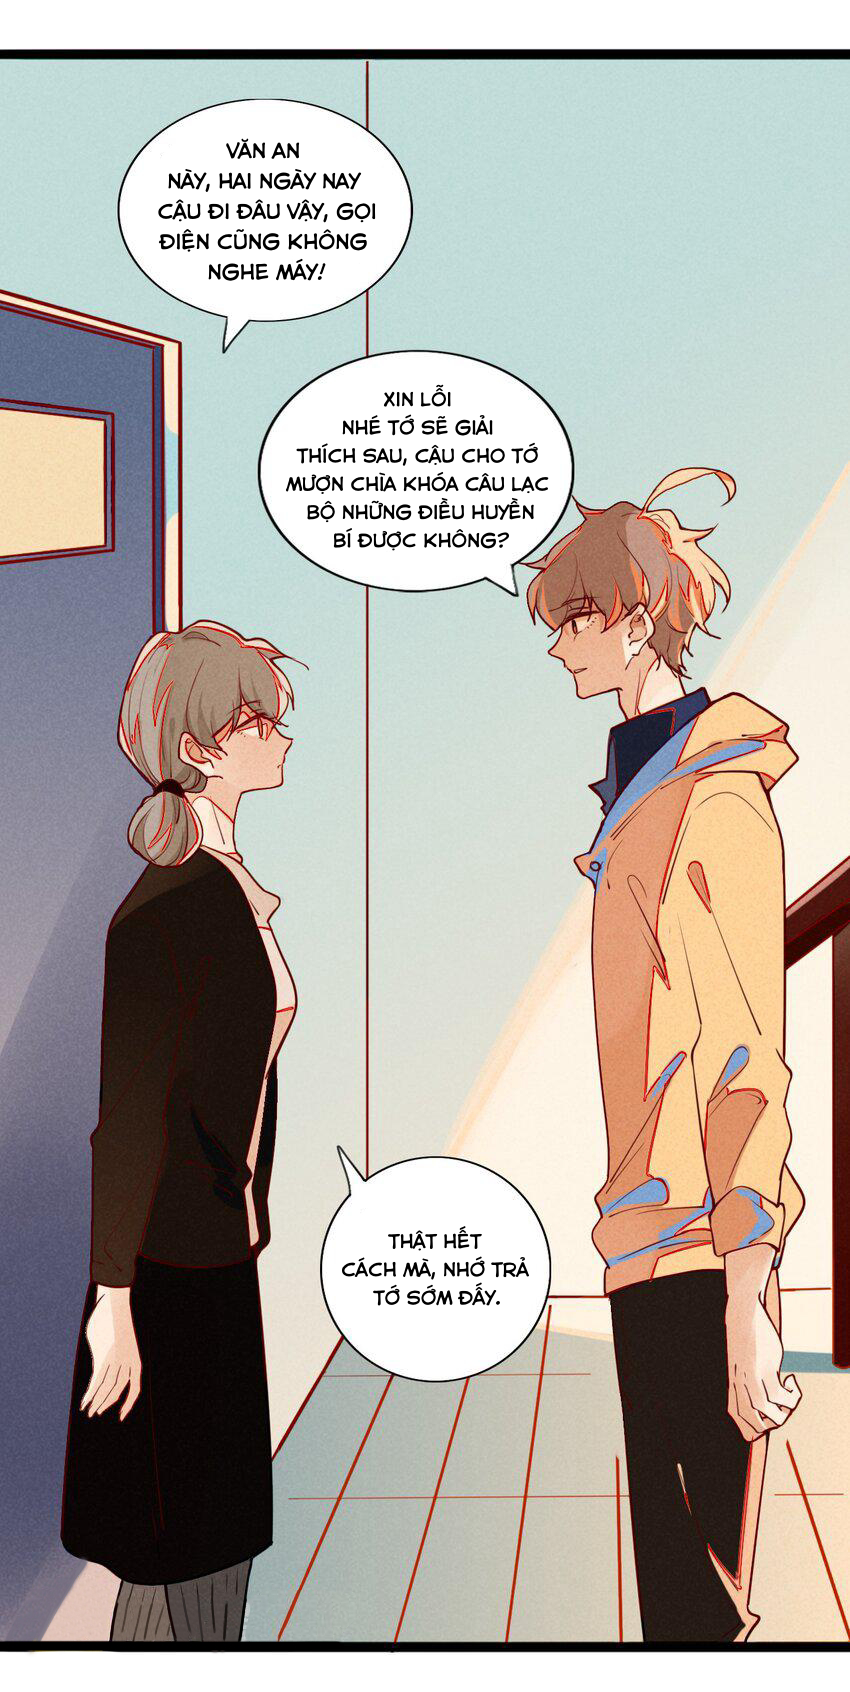 VĂN AN
NÀY, HAI NGÀY NAY
CẬU ĐI ĐÂU VẬY, GỌI
ĐIỆN CŨNG KHÔNG
NGHE MÁY!
XIN LỖI
NHÉ TỚ SẼ GIẢI
THÍCH SAU, CẬU CHO TỚ
MƯỢN CHÌA KHÓA CÂU LẠC
BỘ NHỮNG ĐIỀU HUYỀN
BÍ ĐƯỢC KHÔNG?
THẬT HẾT
CÁCH MÀ, NHỚ TRẢ
TỚ SỚM ĐẤY.